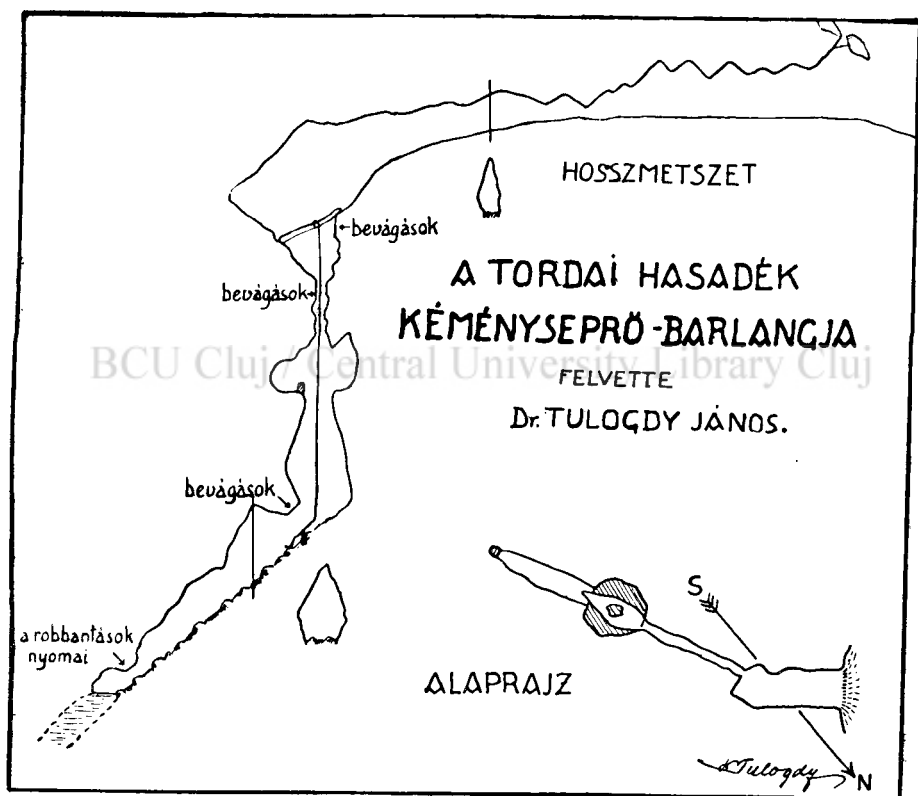 HOSSZMETSZET
bevágások
bevágások
A TORDAI HASADÉK
KÉMÉNYSEPRŐ-BARLANGJA
BCU Cluj / Central University Library Cluj
FELVETTE
Dr. TULOGDY JÁNOS.
bevágások
a robbantások
nyomai
ALAPRAJZ
S
N
Tulogdy